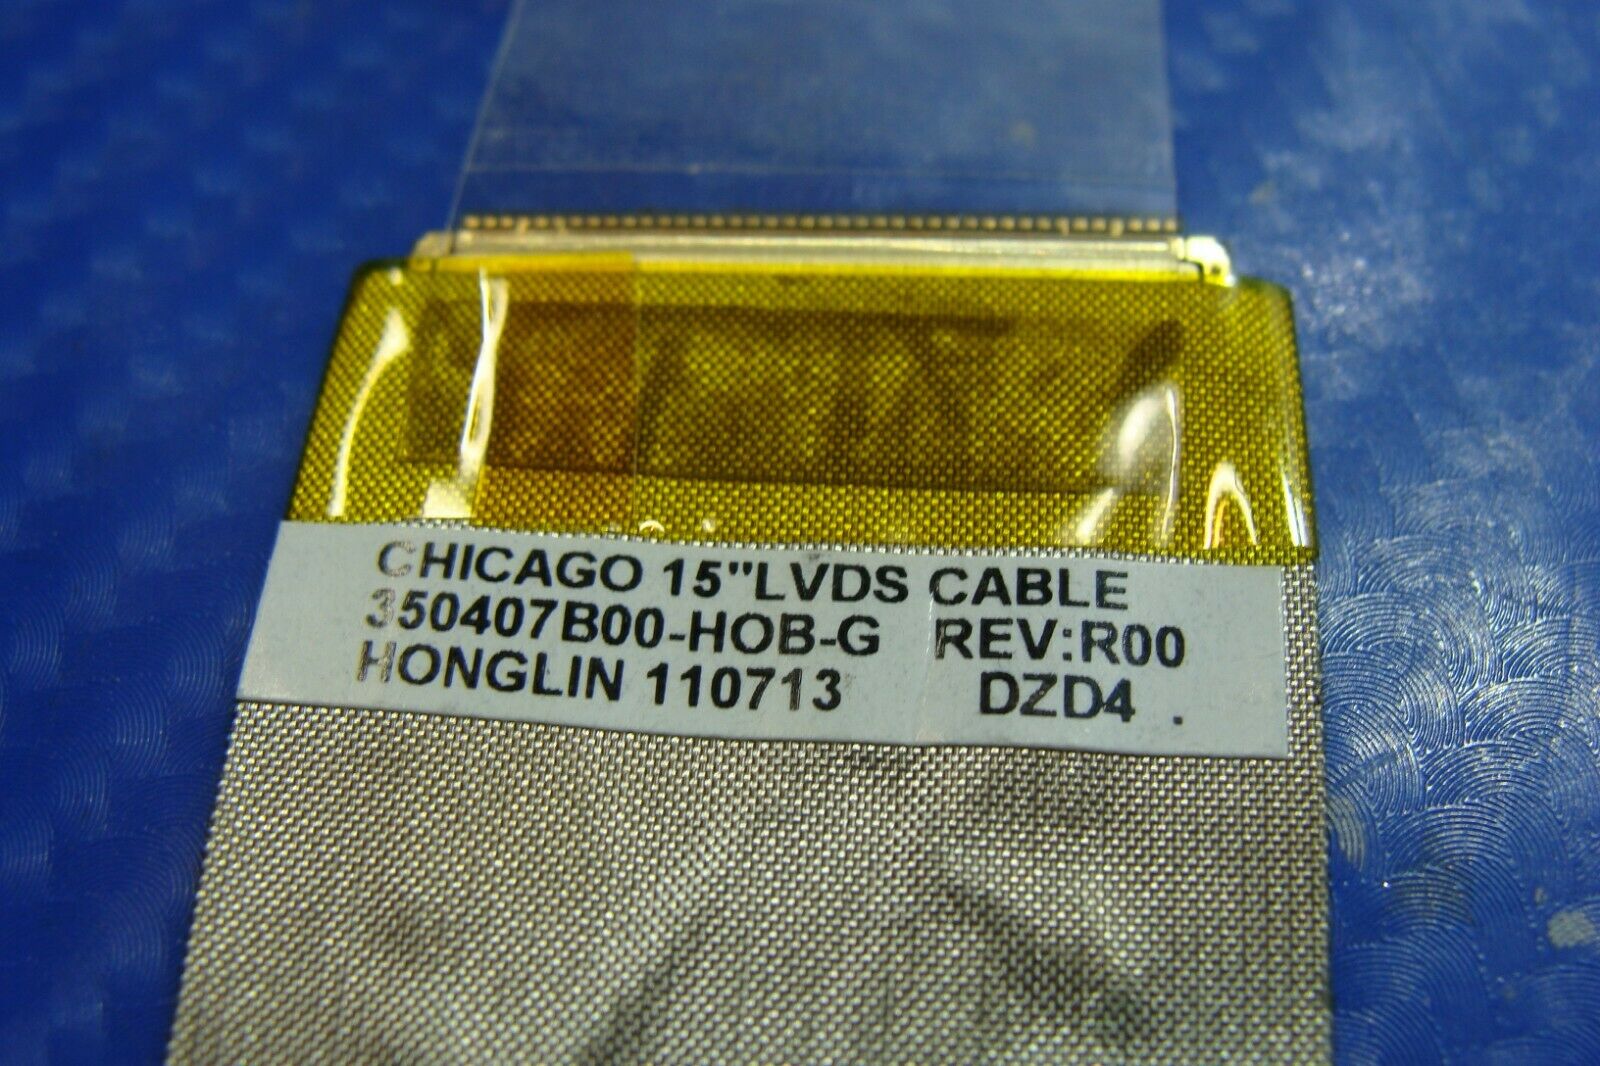 CHICAGO 15"LVDS CABLE
350407B00-HOB-G REV:R00
HONGLIN 110713 DZD4 .